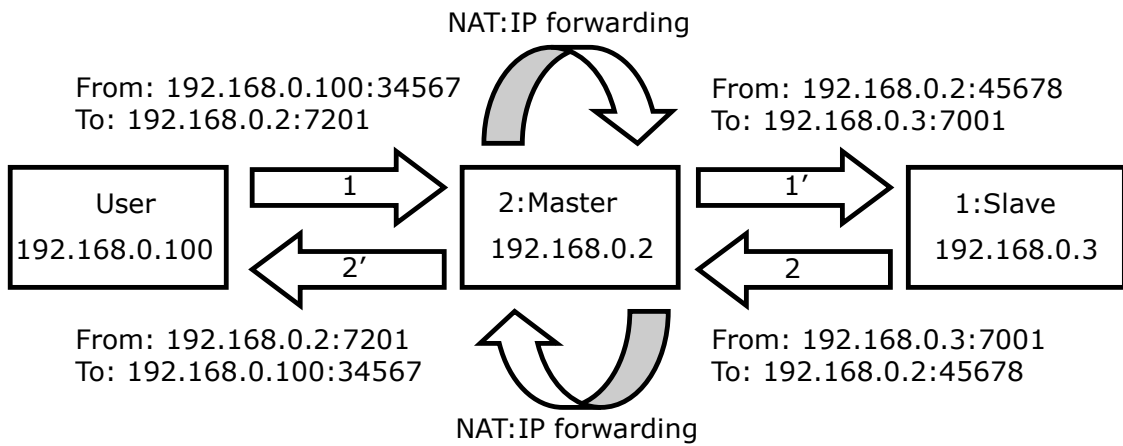 NAT:IP forwarding
From: 192.168.0.100:34567
To: 192.168.0.2:7201
From: 192.168.0.2:45678
To: 192.168.0.3:7001
User
192.168.0.100
1
2:Master
192.168.0.2
1′
1:Slave
192.168.0.3
2′
2
From: 192.168.0.2:7201
To: 192.168.0.100:34567
From: 192.168.0.3:7001
To: 192.168.0.2:45678
NAT:IP forwarding